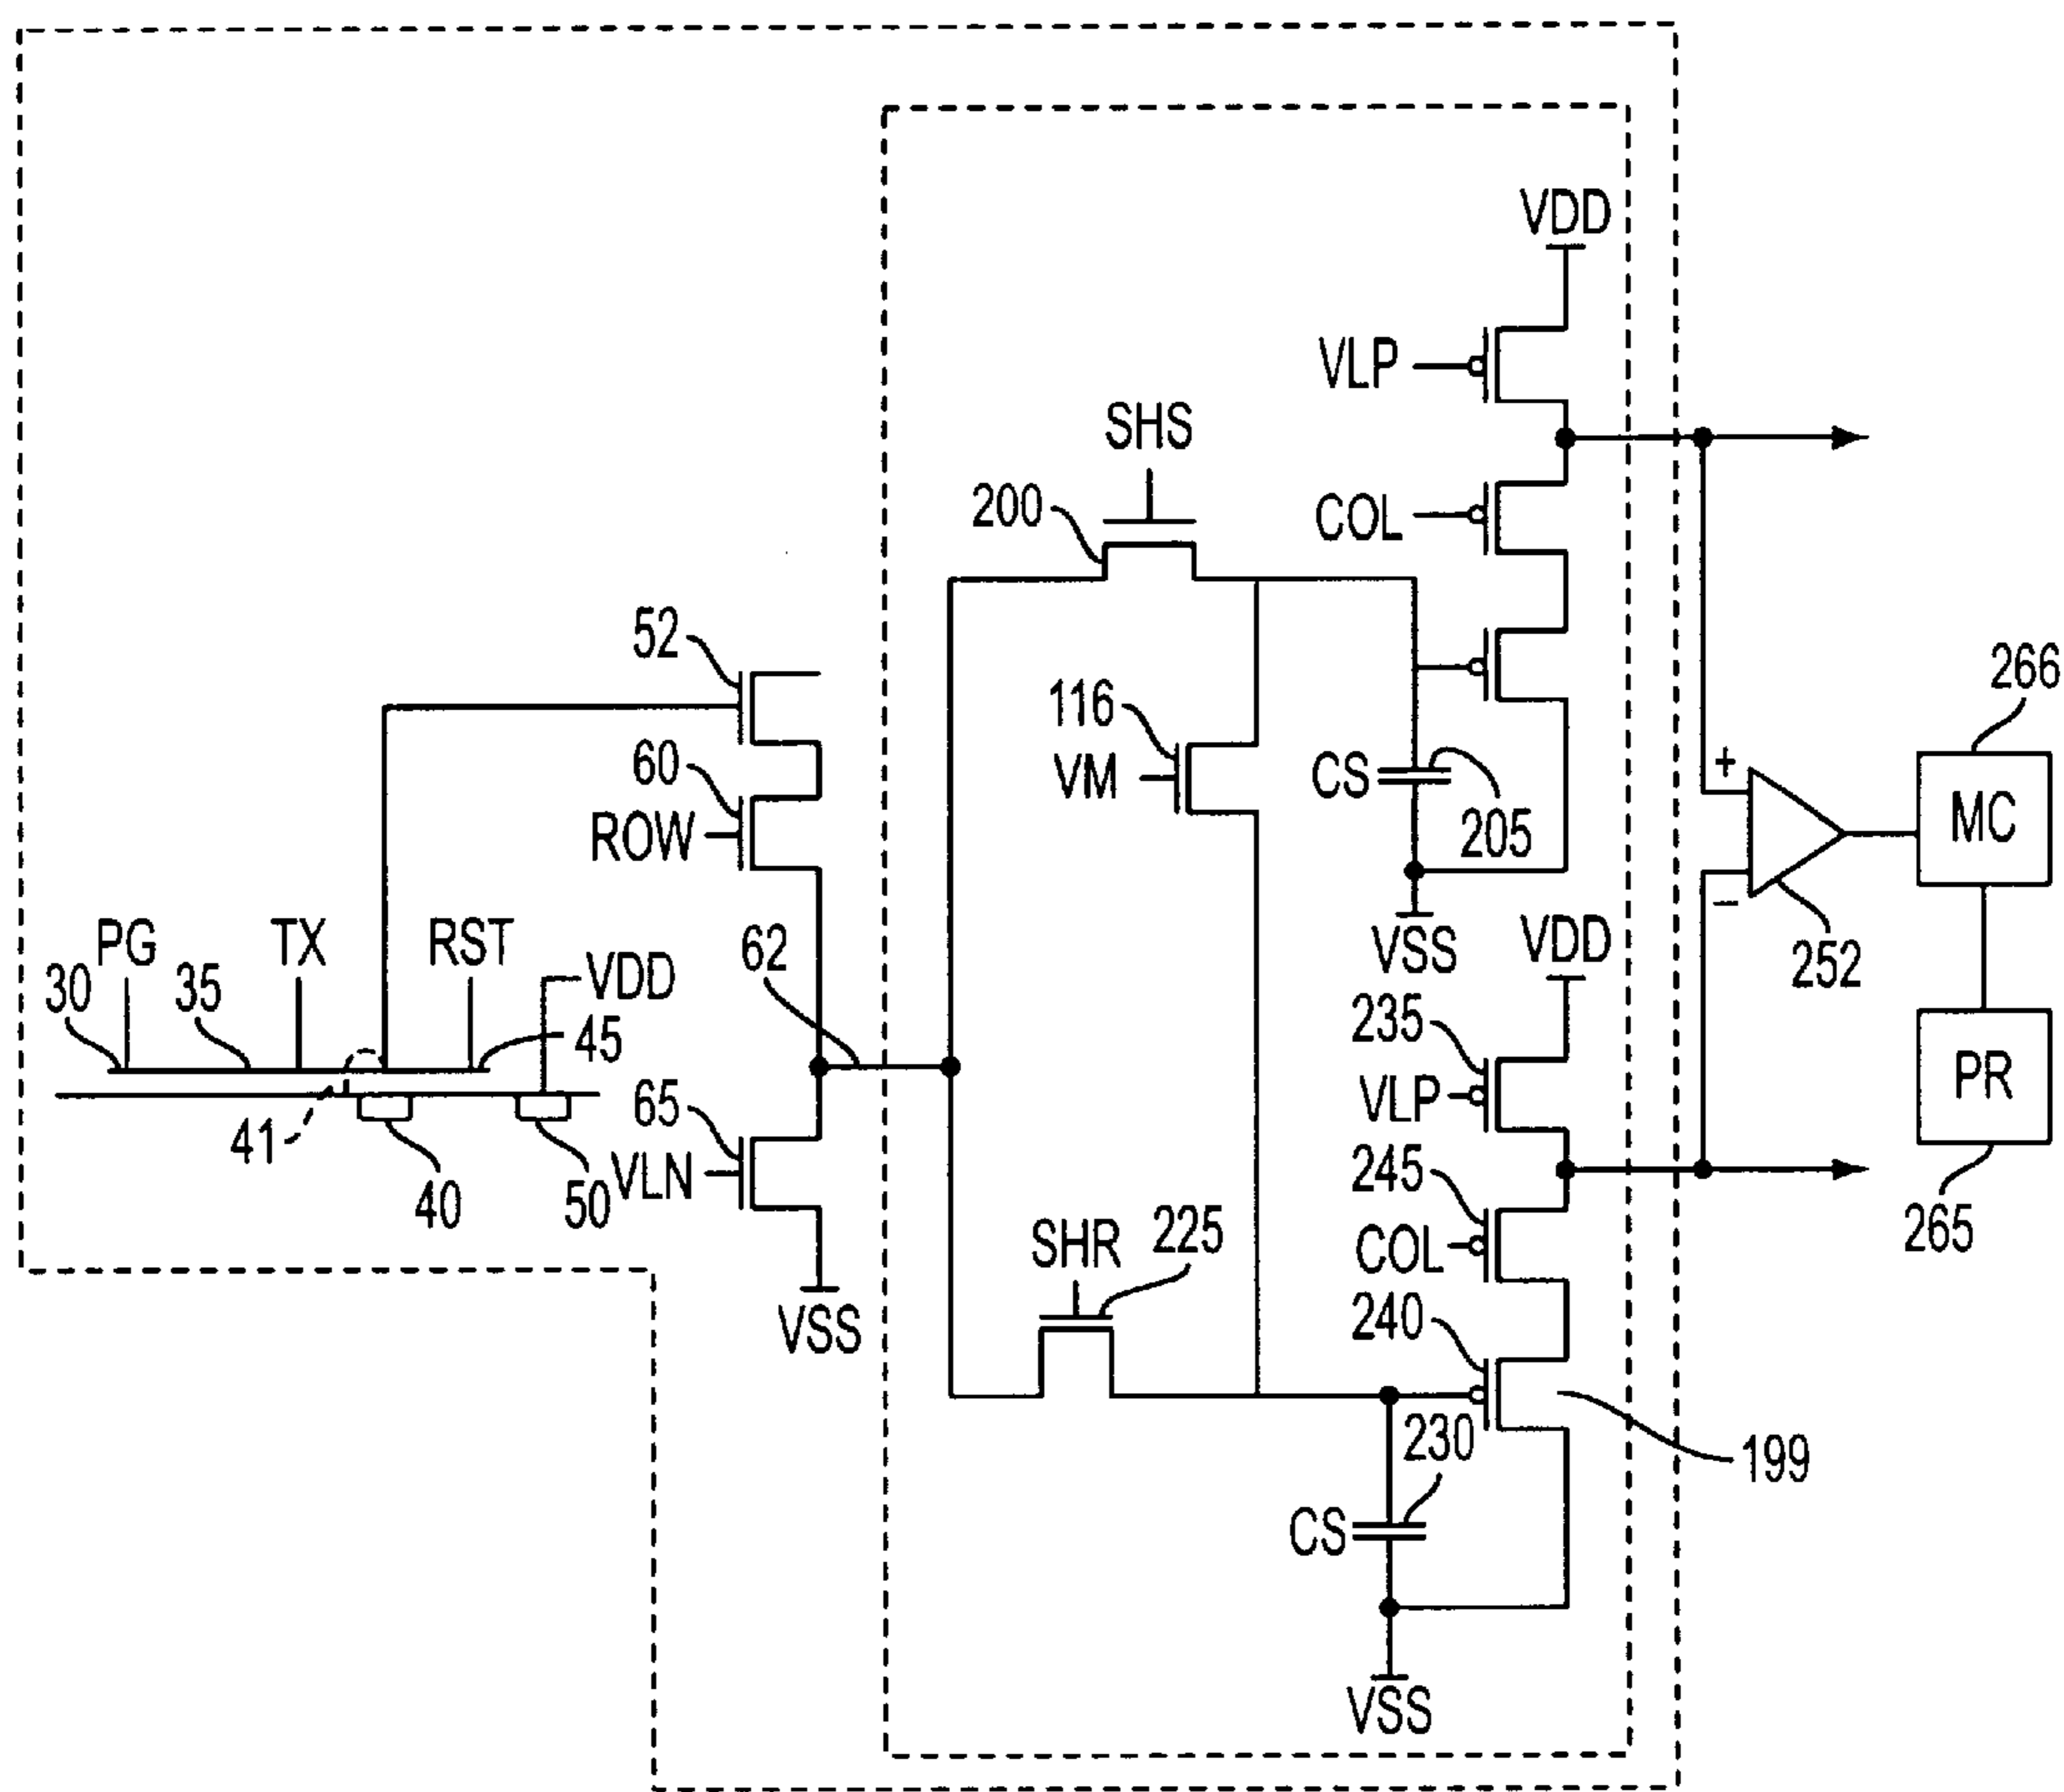 VDD
VLP
SHS
200
COL
52
116
266
60
VM
CS
+
MC
ROW
205
−
PG
TX
RST
62
VSS
VDD
252
30
35
VDD
235
45
PR
65
VLP
41
245
40
50
VLN
SHR
225
COL
265
VSS
240
230
199
CS
VSS